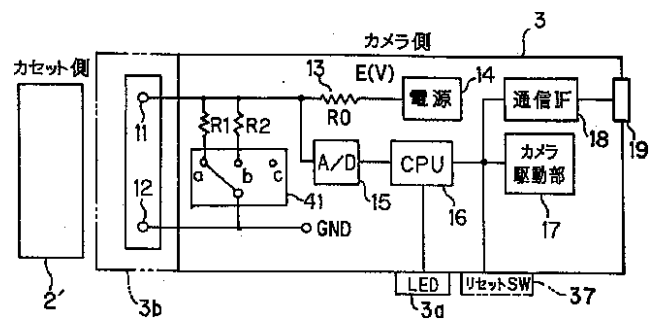 カメラ側
3
カセット側
13
E(V)
14
電源
通信IF
18
19
11
R1
R2
R0
A/D
15
CPU
16
カメラ
駆動部
17
a
b
c
41
12
GND
2'
3b
LED
3a
リセットSW
37